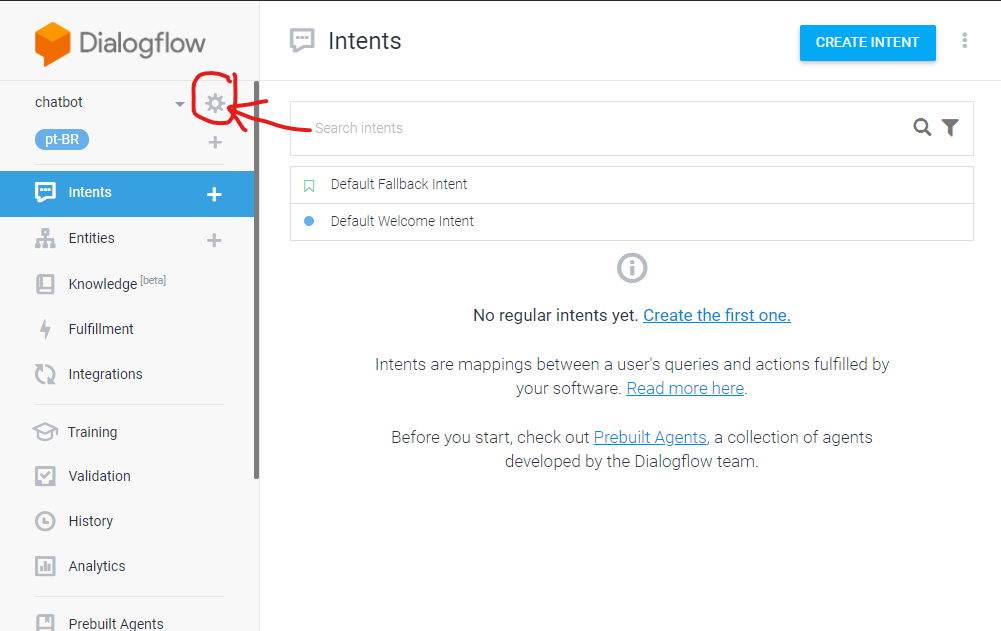 Dialogflow
chatbot
pt-BR
Intents
Entities
Knowledge [beta]
Fulfillment
Integrations
Training
Validation
History
Analytics
Prebuilt Agents
Intents
CREATE INTENT
Search intents
Default Fallback Intent
Default Welcome Intent
No regular intents yet. Create the first one.
Intents are mappings between a user's queries and actions fulfilled by
your software. Read more here.
Before you start, check out Prebuilt Agents, a collection of agents
developed by the Dialogflow team.